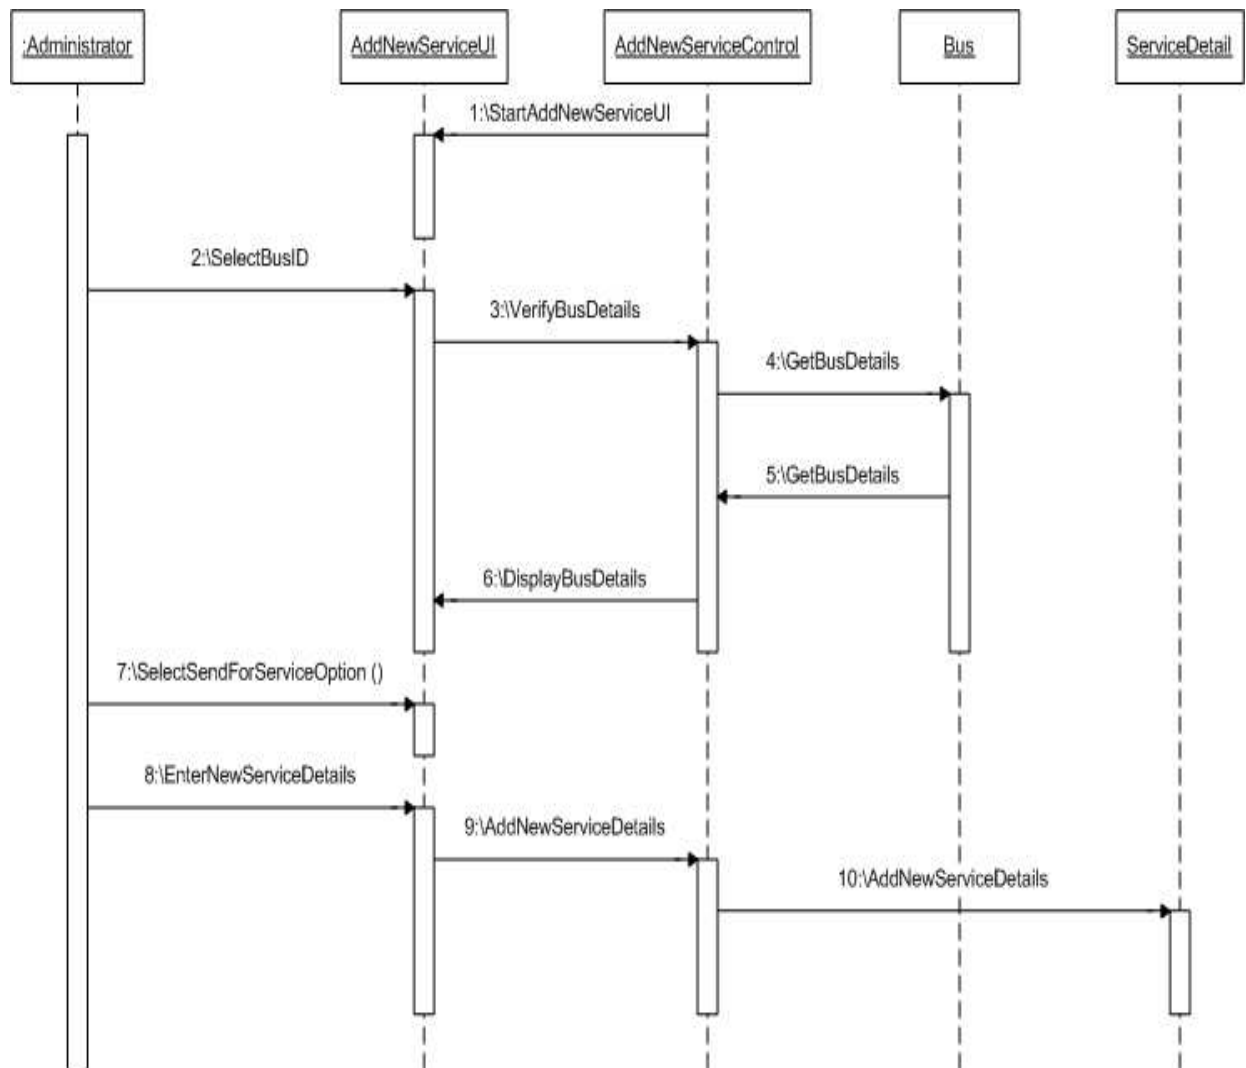 :Administrator
AddNewServiceUI
AddNewServiceControl
Bus
ServiceDetail
1:\StartAddNewServiceUI
2:\SelectBusID
3:\VerifyBusDetails
4:\GetBusDetails
5:\GetBusDetails
6:\DisplayBusDetails
7:\SelectSendForServiceOption ()
8:\EnterNewServiceDetails
9:\AddNewServiceDetails
10:\AddNewServiceDetails